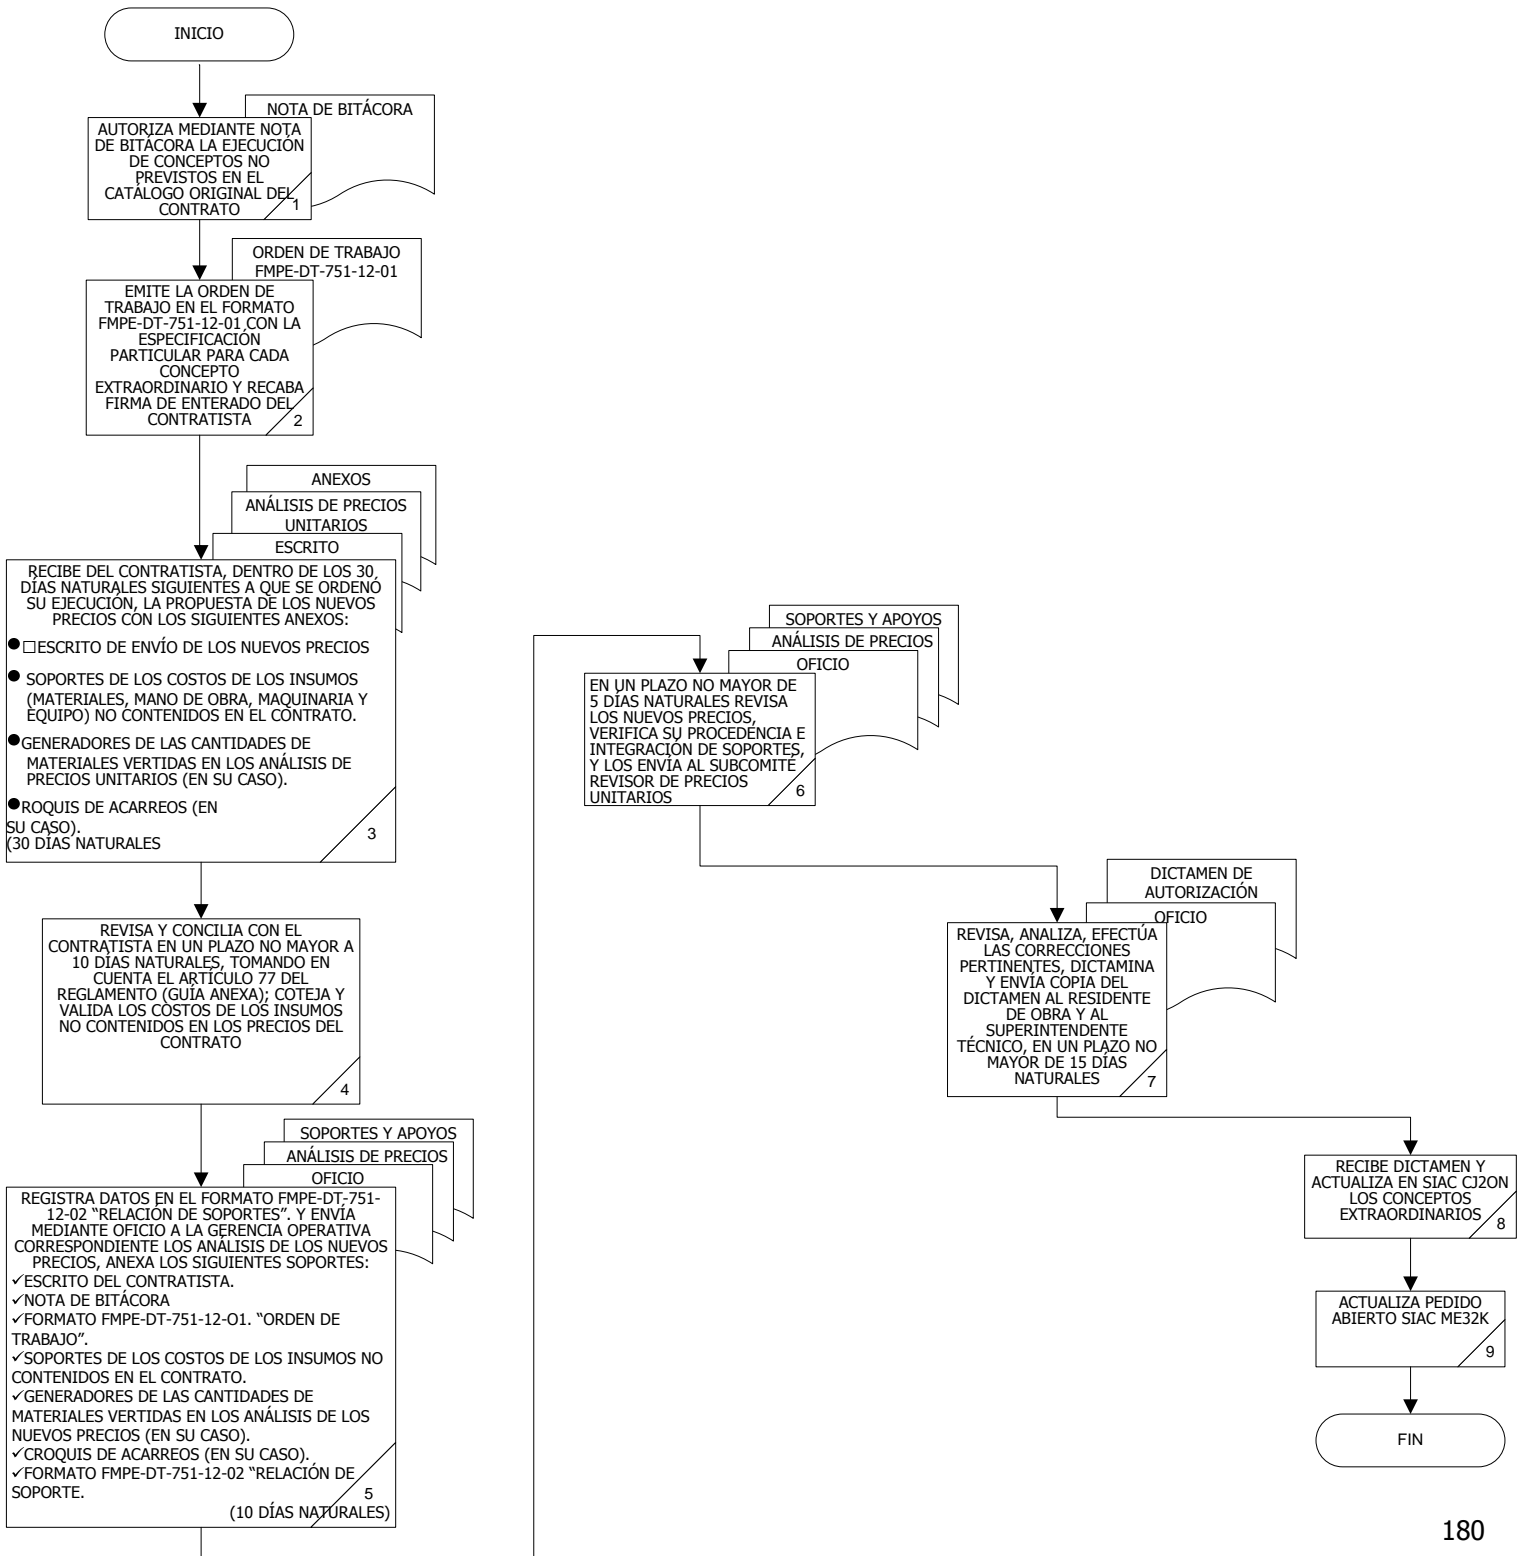 INICIO
NOTA DE BITÁCORA
AUTORIZA MEDIANTE NOTA
DE BITÁCORA LA EJECUCIÓN
DE CONCEPTOS NO
PREVISTOS EN EL
CATÁLOGO ORIGINAL DEL
CONTRATO
1
ORDEN DE TRABAJO
FMPE-DT-751-12-01
EMITE LA ORDEN DE
TRABAJO EN EL FORMATO
FMPE-DT-751-12-01 CON LA
ESPECIFICACIÓN
PARTICULAR PARA CADA
CONCEPTO
EXTRAORDINARIO Y RECABA
FIRMA DE ENTERADO DEL
CONTRATISTA
2
ANEXOS
ANÁLISIS DE PRECIOS
UNITARIOS
ESCRITO
RECIBE DEL CONTRATISTA, DENTRO DE LOS 30
DÍAS NATURALES SIGUIENTES A QUE SE ORDENÓ
SU EJECUCIÓN, LA PROPUESTA DE LOS NUEVOS
PRECIOS CON LOS SIGUIENTES ANEXOS:
● □ESCRITO DE ENVÍO DE LOS NUEVOS PRECIOS
● SOPORTES DE LOS COSTOS DE LOS INSUMOS
(MATERIALES, MANO DE OBRA, MAQUINARIA Y
EQUIPO) NO CONTENIDOS EN EL CONTRATO.
●GENERADORES DE LAS CANTIDADES DE
MATERIALES VERTIDAS EN LOS ANÁLISIS DE
PRECIOS UNITARIOS (EN SU CASO).
●ROQUIS DE ACARREOS (EN
SU CASO).
(30 DÍAS NATURALES
3
REVISA Y CONCILIA CON EL
CONTRATISTA EN UN PLAZO NO MAYOR A
10 DÍAS NATURALES, TOMANDO EN
CUENTA EL ARTÍCULO 77 DEL
REGLAMENTO (GUÍA ANEXA); COTEJA Y
VALIDA LOS COSTOS DE LOS INSUMOS
NO CONTENIDOS EN LOS PRECIOS DEL
CONTRATO
4
SOPORTES Y APOYOS
ANÁLISIS DE PRECIOS
OFICIO
REGISTRA DATOS EN EL FORMATO FMPE-DT-751-
12-02 “RELACIÓN DE SOPORTES”. Y ENVÍA
MEDIANTE OFICIO A LA GERENCIA OPERATIVA
CORRESPONDIENTE LOS ANÁLISIS DE LOS NUEVOS
PRECIOS, ANEXA LOS SIGUIENTES SOPORTES:
✓ESCRITO DEL CONTRATISTA.
✓NOTA DE BITÁCORA
✓FORMATO FMPE-DT-751-12-O1. “ORDEN DE
TRABAJO”.
✓SOPORTES DE LOS COSTOS DE LOS INSUMOS NO
CONTENIDOS EN EL CONTRATO.
✓GENERADORES DE LAS CANTIDADES DE
MATERIALES VERTIDAS EN LOS ANÁLISIS DE LOS
NUEVOS PRECIOS (EN SU CASO).
✓CROQUIS DE ACARREOS (EN SU CASO).
✓FORMATO FMPE-DT-751-12-02 “RELACIÓN DE
SOPORTE.
5
(10 DÍAS NATURALES)
SOPORTES Y APOYOS
ANÁLISIS DE PRECIOS
OFICIO
EN UN PLAZO NO MAYOR DE
5 DÍAS NATURALES REVISA
LOS NUEVOS PRECIOS,
VERIFICA SU PROCEDENCIA E
INTEGRACIÓN DE SOPORTES,
Y LOS ENVÍA AL SUBCOMITÉ
REVISOR DE PRECIOS
UNITARIOS
6
DICTAMEN DE
AUTORIZACIÓN
OFICIO
REVISA, ANALIZA, EFECTÚA
LAS CORRECCIONES
PERTINENTES, DICTAMINA
Y ENVÍA COPIA DEL
DICTAMEN AL RESIDENTE
DE OBRA Y AL
SUPERINTENDENTE
TÉCNICO, EN UN PLAZO NO
MAYOR DE 15 DÍAS
NATURALES
7
RECIBE DICTAMEN Y
ACTUALIZA EN SIAC CJ2ON
LOS CONCEPTOS
EXTRAORDINARIOS
8
ACTUALIZA PEDIDO
ABIERTO SIAC ME32K
9
FIN
180